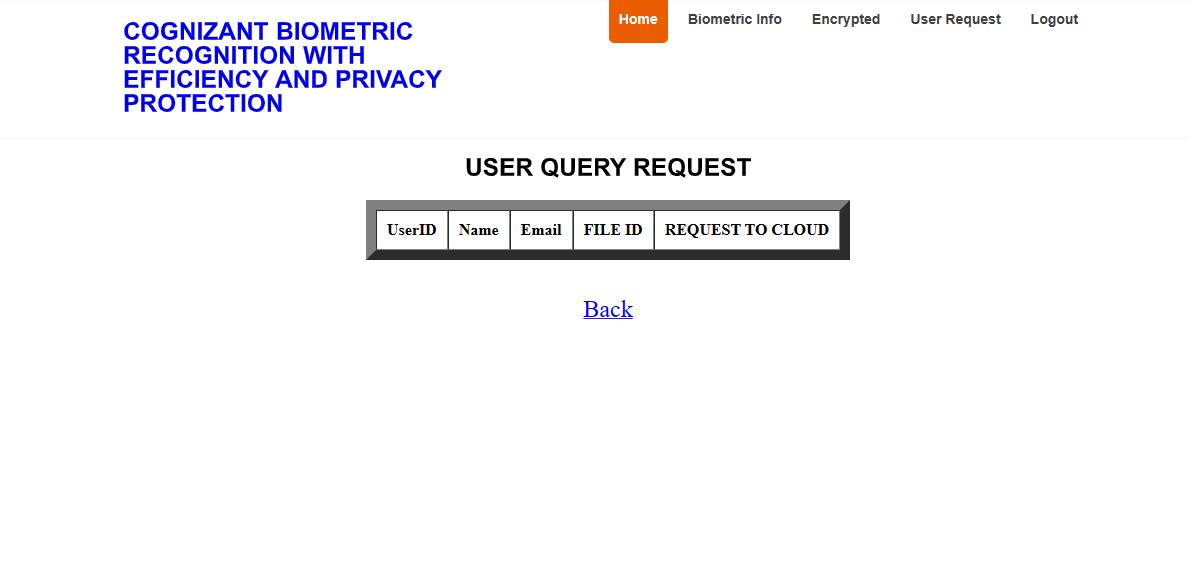 Home Biometric Info Encrypted User Request Logout
COGNIZANT BIOMETRIC
RECOGNITION WITH
EFFICIENCY AND PRIVACY
PROTECTION
USER QUERY REQUEST
UserID Name Email FILE ID REQUEST TO CLOUD
Back